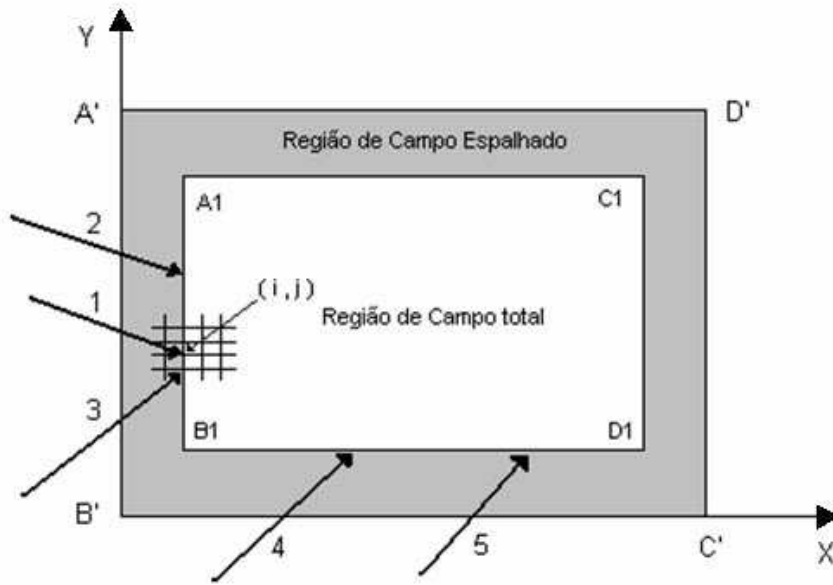 Y
A'
D'
Região de Campo Espalhado
A1
C1
2
(i,j)
1
Região de Campo total
3
B1
D1
B'
4
5
C'
X